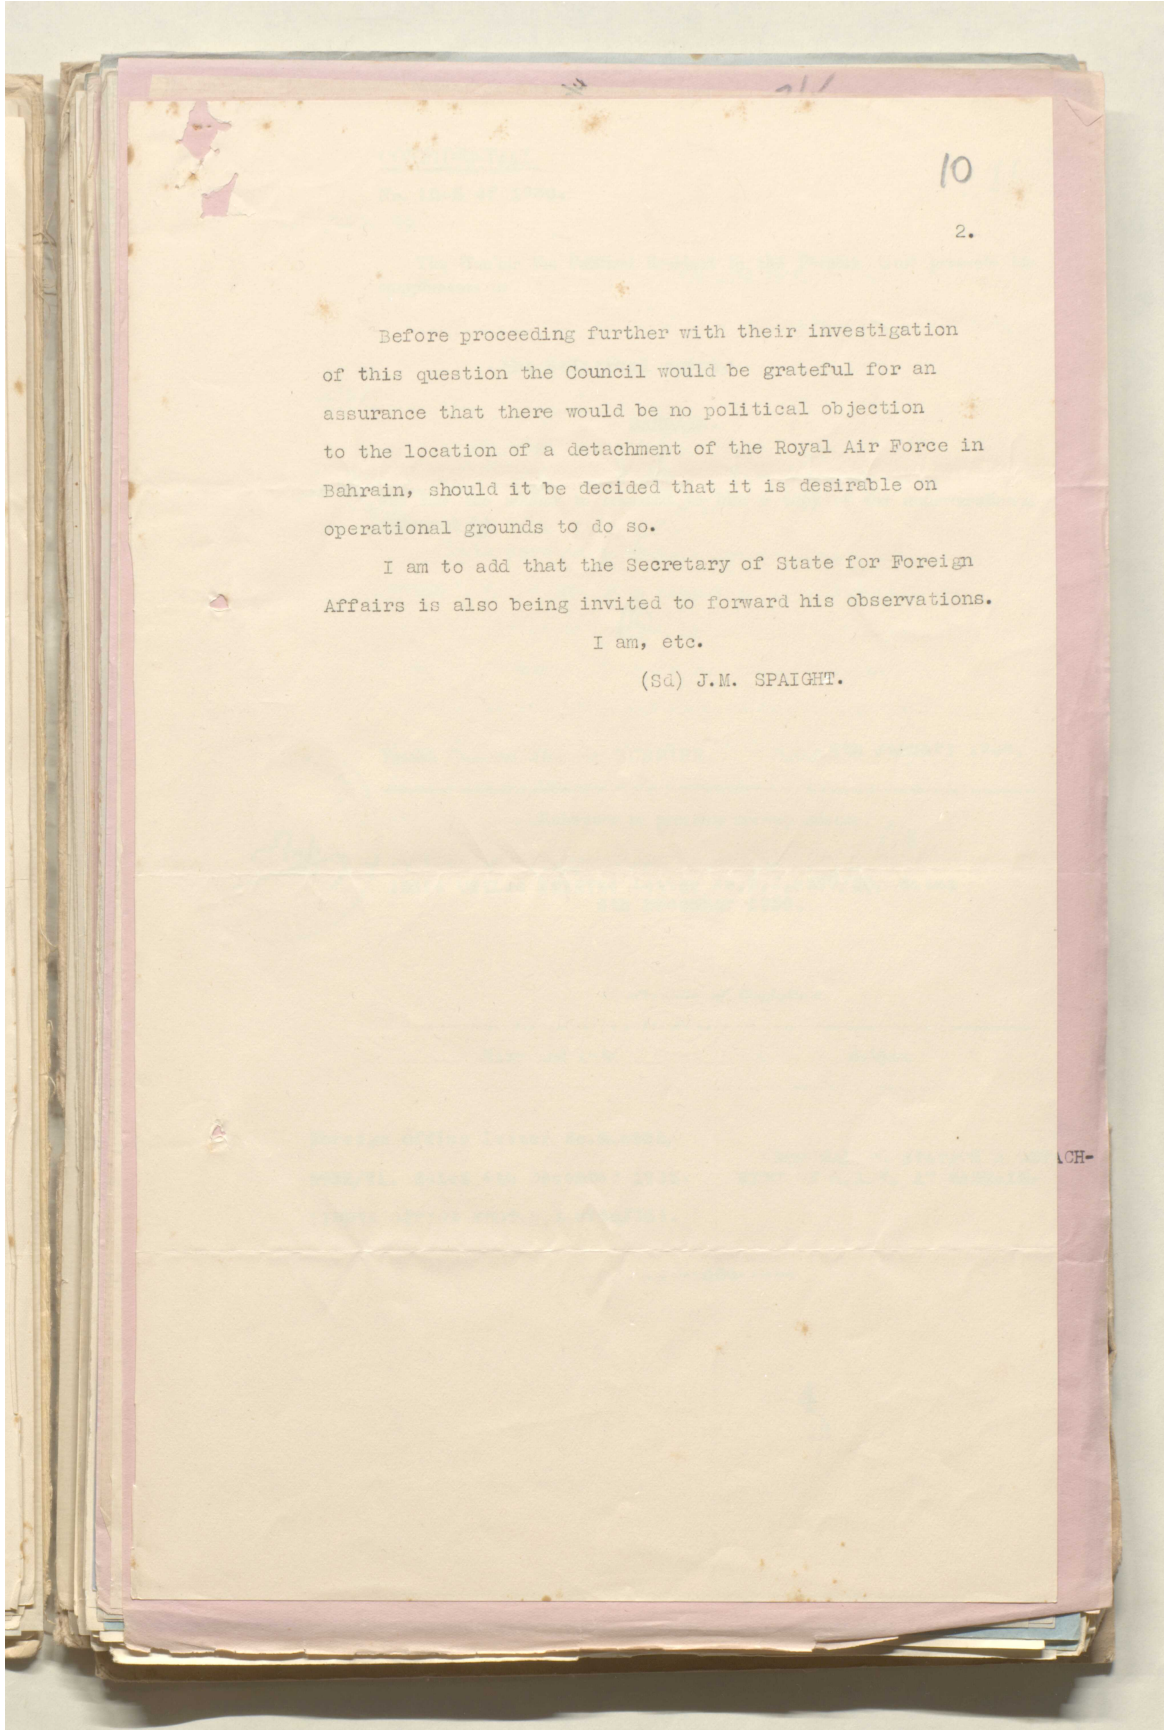 10
2.
Before proceeding further with their investigation
of this question the Council would be grateful for an
assurance that there would be no political objection
to the location of a detachment of the Royal Air Force in
Bahrain, should it be decided that it is desirable on
operational grounds to do so.
I am to add that the Secretary of State for Foreign
Affairs is also being invited to forward his observations.
I am, etc.
(Sd) J.M. SPAIGHT.
ACH-